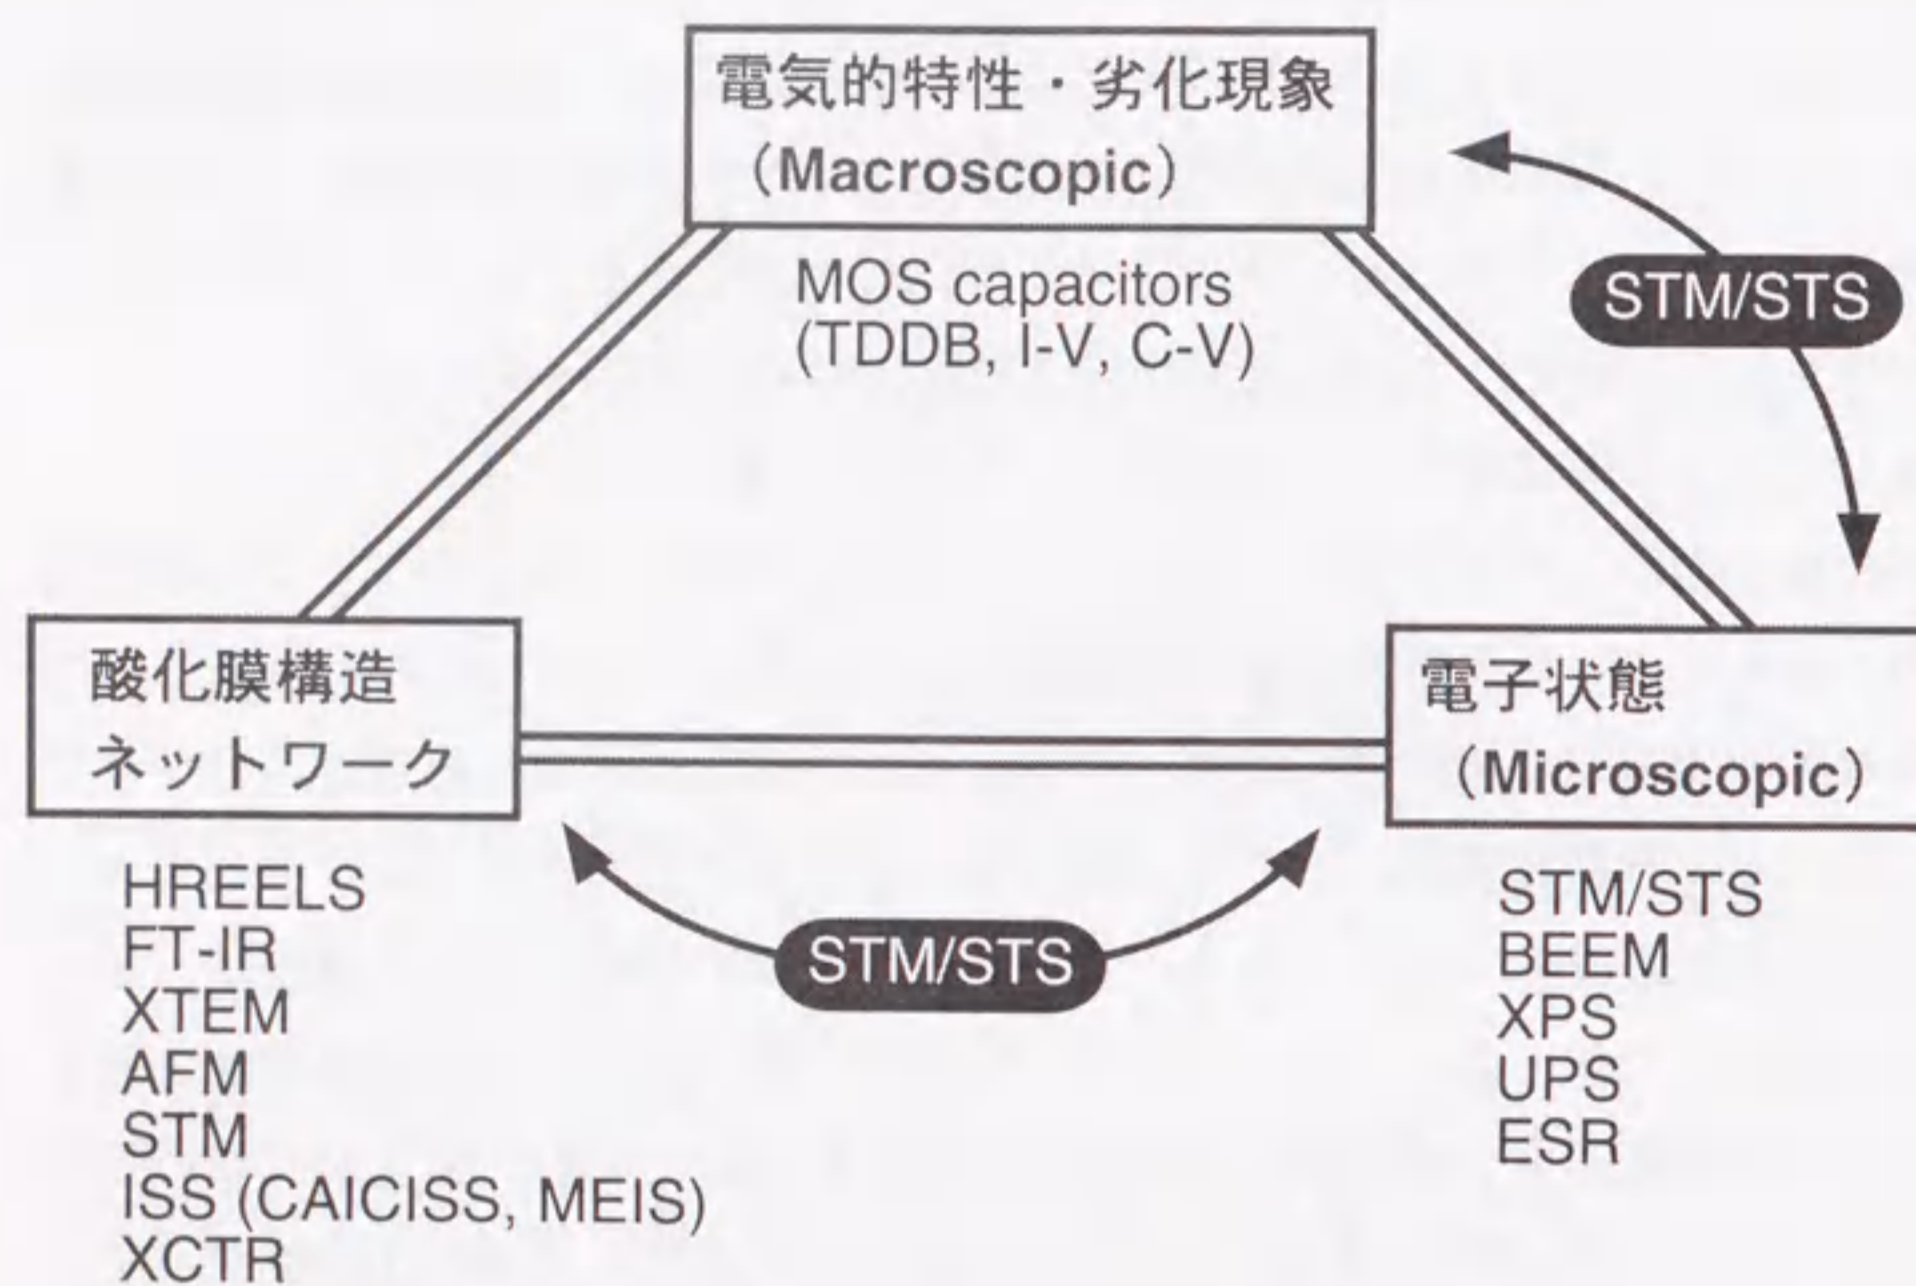 電気的特性・劣化現象
（Macroscopic）
MOS capacitors
(TDDB, I-V, C-V)
STM/STS
酸化膜構造
ネットワーク
電子状態
（Microscopic）
STM/STS
HREELS
FT-IR
XTEM
AFM
STM
ISS (CAICISS, MEIS)
XCTR
STM/STS
BEEM
XPS
UPS
ESR